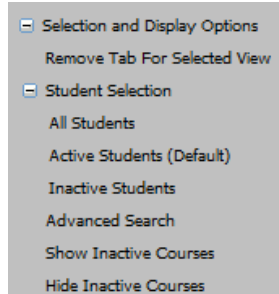 Selection and Display Options
Remove Tab For Selected View
Student Selection
All Students
Active Students (Default)
Inactive Students
Advanced Search
Show Inactive Courses
Hide Inactive Courses